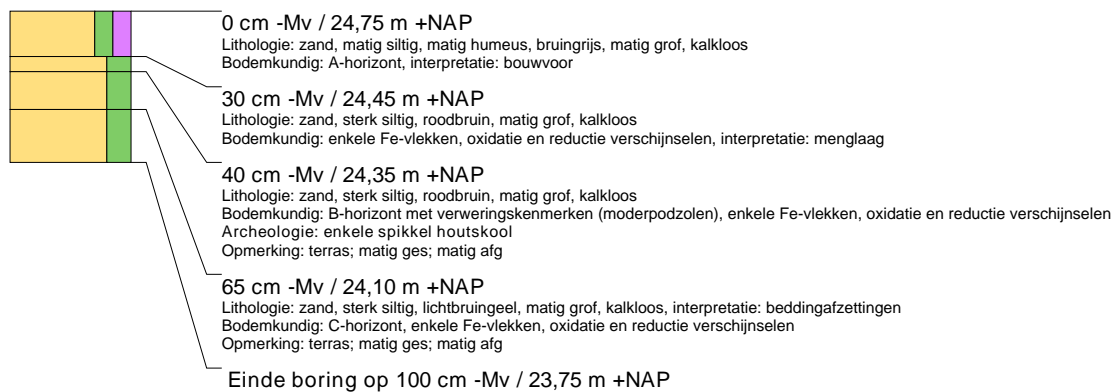 0 cm -Mv / 24,75 m +NAP
Lithologie: zand, matig siltig, matig humeus, bruingrijs, matig grof, kalkloos
Bodemkundig: A-horizont, interpretatie: bouwvoor
30 cm -Mv / 24,45 m +NAP
Lithologie: zand, sterk siltig, roodbruin, matig grof, kalkloos
Bodemkundig: enkele Fe-vlekken, oxidatie en reductie verschijnselen, interpretatie: menglaag
40 cm -Mv / 24,35 m +NAP
Lithologie: zand, sterk siltig, roodbruin, matig grof, kalkloos
Bodemkundig: B-horizont met verweringskenmerken (moderpodzolen), enkele Fe-vlekken, oxidatie en reductie verschijnselen
Archeologie: enkele spikkel houtskool
Opmerking: terras; matig ges; matig afg
65 cm -Mv / 24,10 m +NAP
Lithologie: zand, sterk siltig, lichtbruingeel, matig grof, kalkloos, interpretatie: beddingafzettingen
Bodemkundig: C-horizont, enkele Fe-vlekken, oxidatie en reductie verschijnselen
Opmerking: terras; matig ges; matig afg
Einde boring op 100 cm -Mv / 23,75 m +NAP